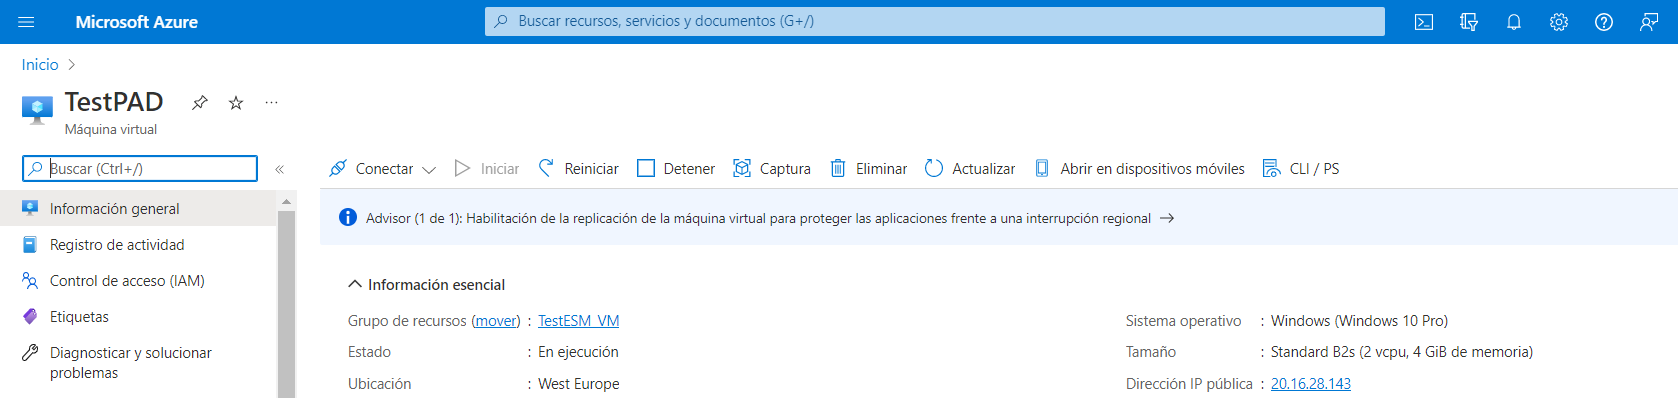 Microsoft Azure
Buscar recursos, servicios y documentos (G+/)
Inicio
TestPAD
Máquina virtual
Buscar (Ctrl+/)
Conectar Iniciar Reiniciar Detener Captura Eliminar Actualizar Abrir en dispositivos móviles CLI / PS
Información general
Registro de actividad
Control de acceso (IAM)
Etiquetas
Diagnosticar y solucionar
problemas
Advisor (1 de 1): Habilitación de la replicación de la máquina virtual para proteger las aplicaciones frente a una interrupción regional →
Información esencial
Grupo de recursos (mover) : TestESM_VM
Estado : En ejecución
Ubicación : West Europe
Sistema operativo : Windows (Windows 10 Pro)
Tamaño : Standard B2s (2 vcpu, 4 GiB de memoria)
Dirección IP pública : 20.16.28.143